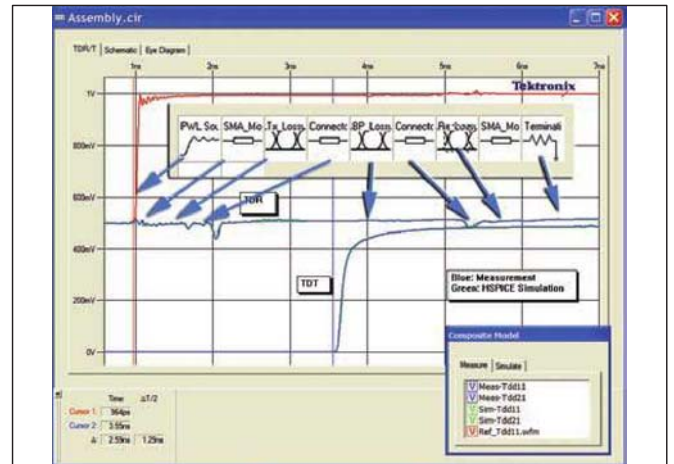 Assembly.cir
TDR/T Schematic Eye Diagram
1ns 2ns 3ns 4ns 5ns 6ns 7ns
Tektronix
1V
800mV
600mV
400mV
200mV
0V
PWL Sou SMA_Mo Tx_Loss Connecto BP_Loss Connecto Rx_Loss SMA_Mo Terminati
TDR
TDT
Blue: Measurement
Green: HSPICE Simulation
Composite Model
Measure Simulate
V Meas-Tdd11
V Meas-Tdd21
V Sim-Tdd11
V Sim-Tdd21
V Ref_Tdd11.wfm
Time ΔT/2
Cursor 1: 964ps
Cursor 2: 3.55ns
Δ: 2.59ns 1.29ns